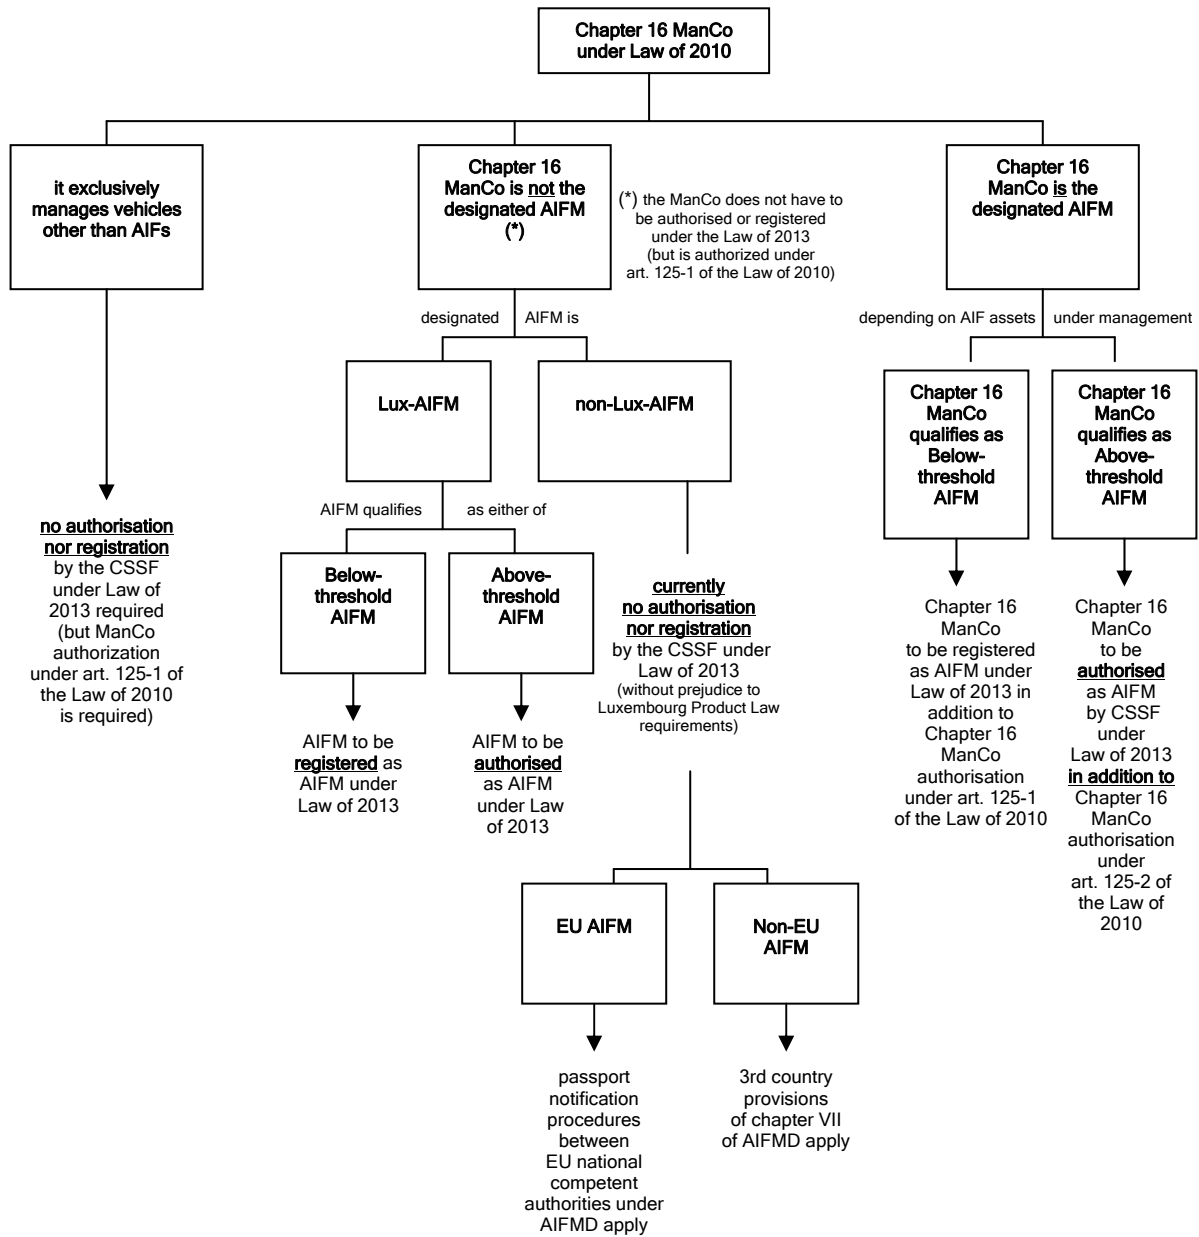 Chapter 16 ManCo
under Law of 2010
it exclusively
manages vehicles
other than AIFs
Chapter 16
ManCo is not the
designated AIFM
(*)
(*) the ManCo does not have to
be authorised or registered
under the Law of 2013
(but is authorized under
art. 125-1 of the Law of 2010)
Chapter 16
ManCo is the
designated AIFM
designated AIFM is
depending on AIF assets under management
Lux-AIFM
non-Lux-AIFM
Chapter 16
ManCo
qualifies as
Below-
threshold
AIFM
Chapter 16
ManCo
qualifies as
Above-
threshold
AIFM
AIFM qualifies as either of
no authorisation
nor registration
by the CSSF
under Law of
2013 required
(but ManCo
authorization
under art. 125-1 of
the Law of 2010
is required)
Below-
threshold
AIFM
Above-
threshold
AIFM
currently
no authorisation
nor registration
by the CSSF under
Law of 2013
(without prejudice to
Luxembourg Product Law
requirements)
Chapter 16
ManCo
to be registered
as AIFM under
Law of 2013 in
addition to
Chapter 16
ManCo
authorisation
under art. 125-1
of the Law of 2010
Chapter 16
ManCo
to be
authorised
as AIFM
by CSSF
under
Law of 2013
in addition to
Chapter 16
ManCo
authorisation
under
art. 125-2 of
the Law of
2010
AIFM to be
registered as
AIFM under
Law of 2013
AIFM to be
authorised
as AIFM
under Law
of 2013
EU AIFM
Non-EU
AIFM
passport
notification
procedures
between
EU national
competent
authorities under
AIFMD apply
3rd country
provisions
of chapter VII
of AIFMD apply